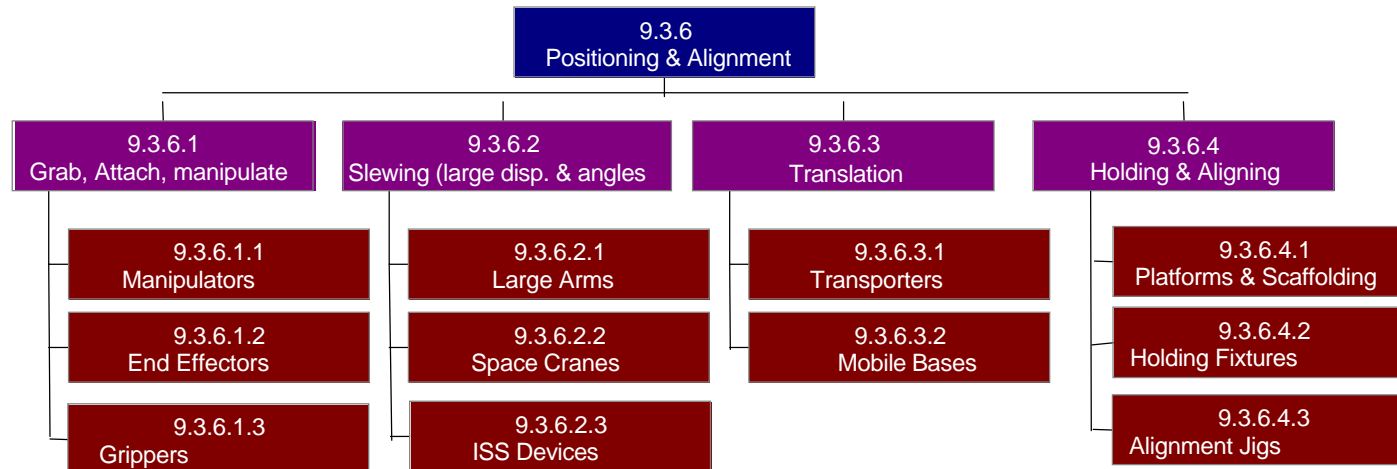 9.3.6
Positioning & Alignment
9.3.6.1
Grab, Attach, manipulate
9.3.6.2
Slewing (large disp. & angles
9.3.6.3
Translation
9.3.6.4
Holding & Aligning
9.3.6.1.1
Manipulators
9.3.6.1.2
End Effectors
9.3.6.1.3
Grippers
9.3.6.2.1
Large Arms
9.3.6.2.2
Space Cranes
9.3.6.2.3
ISS Devices
9.3.6.3.1
Transporters
9.3.6.3.2
Mobile Bases
9.3.6.4.1
Platforms & Scaffolding
9.3.6.4.2
Holding Fixtures
9.3.6.4.3
Alignment Jigs